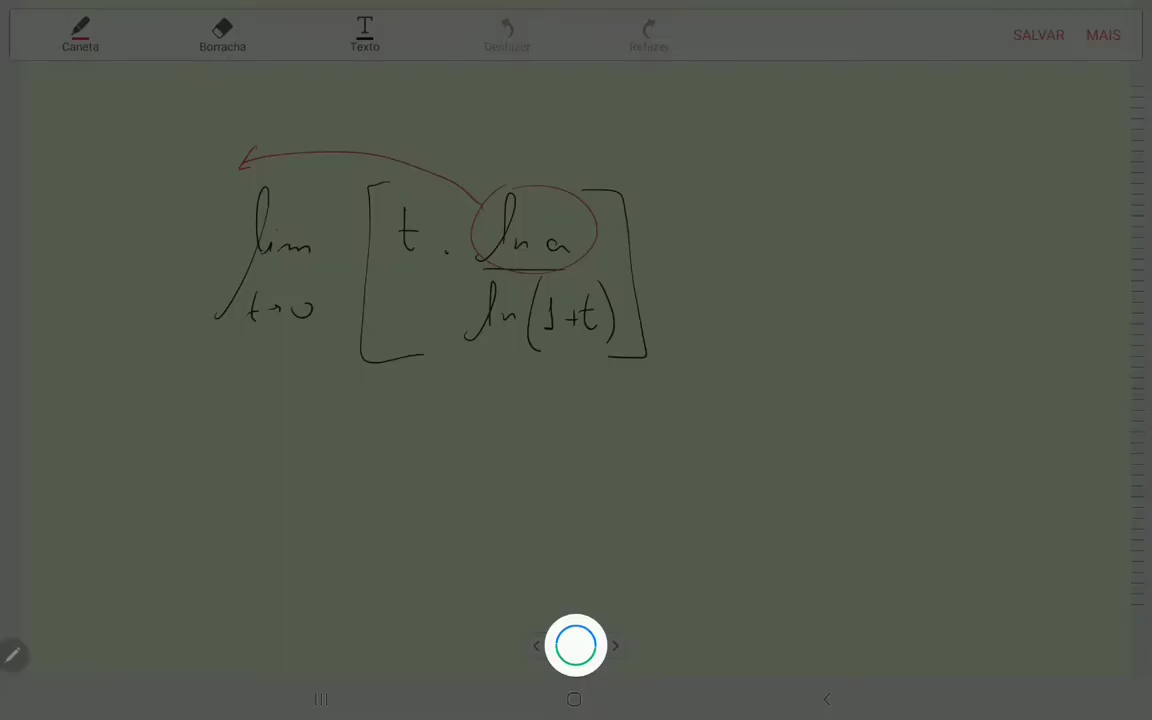 Caneta Borracha Texto Desfazer Refazer SALVAR MAIS
lim t→0 [ t . ln a / ln(1+t) ]